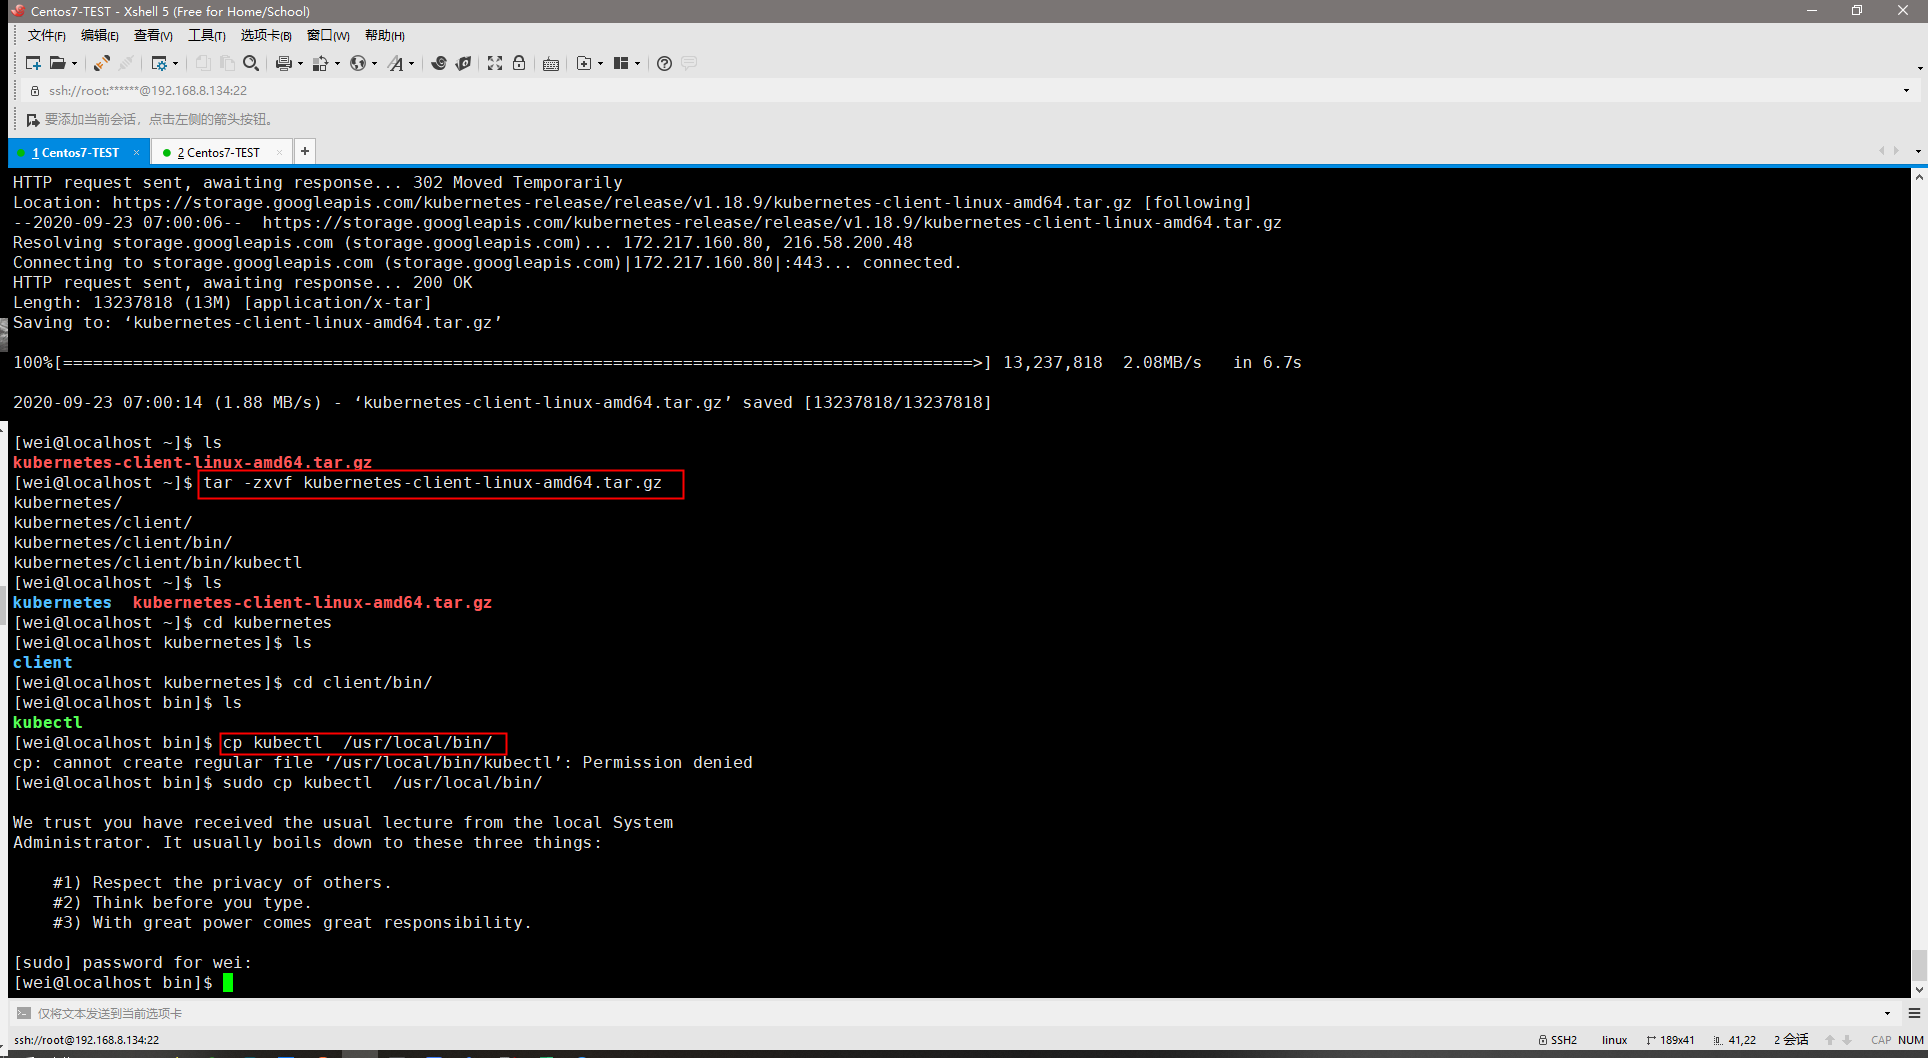 Centos7-TEST - Xshell 5 (Free for Home/School)
文件(F) 编辑(E) 查看(V) 工具(T) 选项卡(B) 窗口(W) 帮助(H)
ssh://root:******@192.168.8.134:22
要添加当前会话，点击左侧的箭头按钮。
1 Centos7-TEST × 2 Centos7-TEST × +
HTTP request sent, awaiting response... 302 Moved Temporarily
Location: https://storage.googleapis.com/kubernetes-release/release/v1.18.9/kubernetes-client-linux-amd64.tar.gz [following]
--2020-09-23 07:00:06--  https://storage.googleapis.com/kubernetes-release/release/v1.18.9/kubernetes-client-linux-amd64.tar.gz
Resolving storage.googleapis.com (storage.googleapis.com)... 172.217.160.80, 216.58.200.48
Connecting to storage.googleapis.com (storage.googleapis.com)|172.217.160.80|:443... connected.
HTTP request sent, awaiting response... 200 OK
Length: 13237818 (13M) [application/x-tar]
Saving to: ‘kubernetes-client-linux-amd64.tar.gz’
100%[===========================================================================================>] 13,237,818  2.08MB/s   in 6.7s
2020-09-23 07:00:14 (1.88 MB/s) - ‘kubernetes-client-linux-amd64.tar.gz’ saved [13237818/13237818]
[wei@localhost ~]$ ls
kubernetes-client-linux-amd64.tar.gz
[wei@localhost ~]$ tar -zxvf kubernetes-client-linux-amd64.tar.gz
kubernetes/
kubernetes/client/
kubernetes/client/bin/
kubernetes/client/bin/kubectl
[wei@localhost ~]$ ls
kubernetes  kubernetes-client-linux-amd64.tar.gz
[wei@localhost ~]$ cd kubernetes
[wei@localhost kubernetes]$ ls
client
[wei@localhost kubernetes]$ cd client/bin/
[wei@localhost bin]$ ls
kubectl
[wei@localhost bin]$ cp kubectl  /usr/local/bin/
cp: cannot create regular file ‘/usr/local/bin/kubectl’: Permission denied
[wei@localhost bin]$ sudo cp kubectl  /usr/local/bin/
We trust you have received the usual lecture from the local System
Administrator. It usually boils down to these three things:
#1) Respect the privacy of others.
#2) Think before you type.
#3) With great power comes great responsibility.
[sudo] password for wei:
[wei@localhost bin]$
仅将文本发送到当前选项卡
ssh://root@192.168.8.134:22 SSH2 linux 189x41 41,22 2 会话 CAP NUM